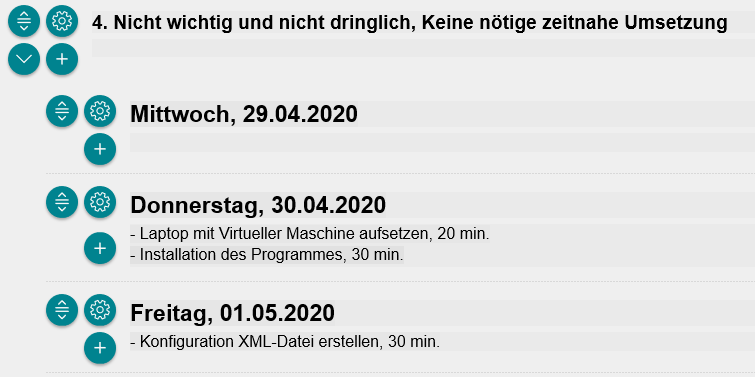 4. Nicht wichtig und nicht dringlich, Keine nötige zeitnahe Umsetzung
Mittwoch, 29.04.2020
Donnerstag, 30.04.2020
- Laptop mit Virtueller Maschine aufsetzen, 20 min.
- Installation des Programmes, 30 min.
Freitag, 01.05.2020
- Konfiguration XML-Datei erstellen, 30 min.